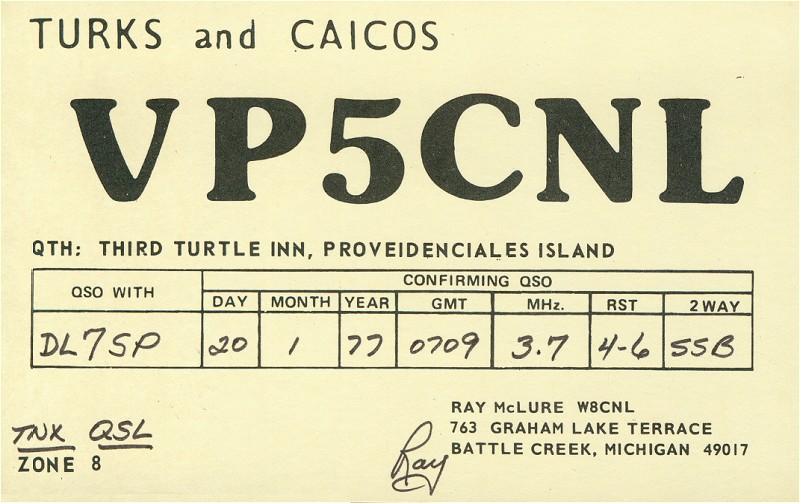 TURKS and CAICOS
VP5CNL
QTH: THIRD TURTLE INN, PROVEIDENCIALES ISLAND
QSO WITH CONFIRMING QSO
DAY MONTH YEAR GMT MHz. RST 2 WAY
DL7SP 20 1 77 0709 3.7 4-6 SSB
RAY McLURE W8CNL
763 GRAHAM LAKE TERRACE
BATTLE CREEK, MICHIGAN 49017
TNX QSL
ZONE 8
Ray